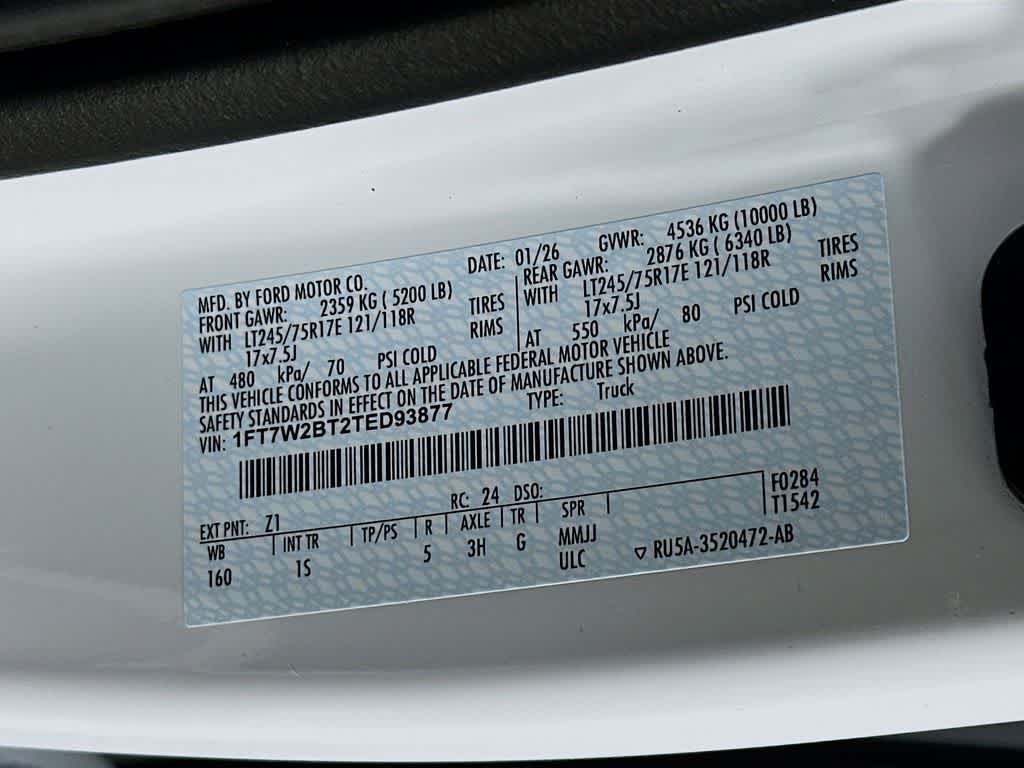 MFD. BY FORD MOTOR CO.
DATE: 01/26 GVWR: 4536 KG (10000 LB)
FRONT GAWR: 2359 KG ( 5200 LB)
REAR GAWR: 2876 KG ( 6340 LB)
WITH LT245/75R17E 121/118R TIRES
WITH LT245/75R17E 121/118R TIRES
17x7.5J RIMS
17x7.5J RIMS
AT 480 kPa/ 70 PSI COLD
AT 550 kPa/ 80 PSI COLD
THIS VEHICLE CONFORMS TO ALL APPLICABLE FEDERAL MOTOR VEHICLE
SAFETY STANDARDS IN EFFECT ON THE DATE OF MANUFACTURE SHOWN ABOVE.
VIN: 1FT7W2BT2TED93877 TYPE: Truck
EXT PNT: Z1 RC: 24 DSO: F0284
WB INT TR TP/PS R AXLE TR SPR T1542
160 1S 5 3H G MMJJ
ULC RU5A-3520472-AB